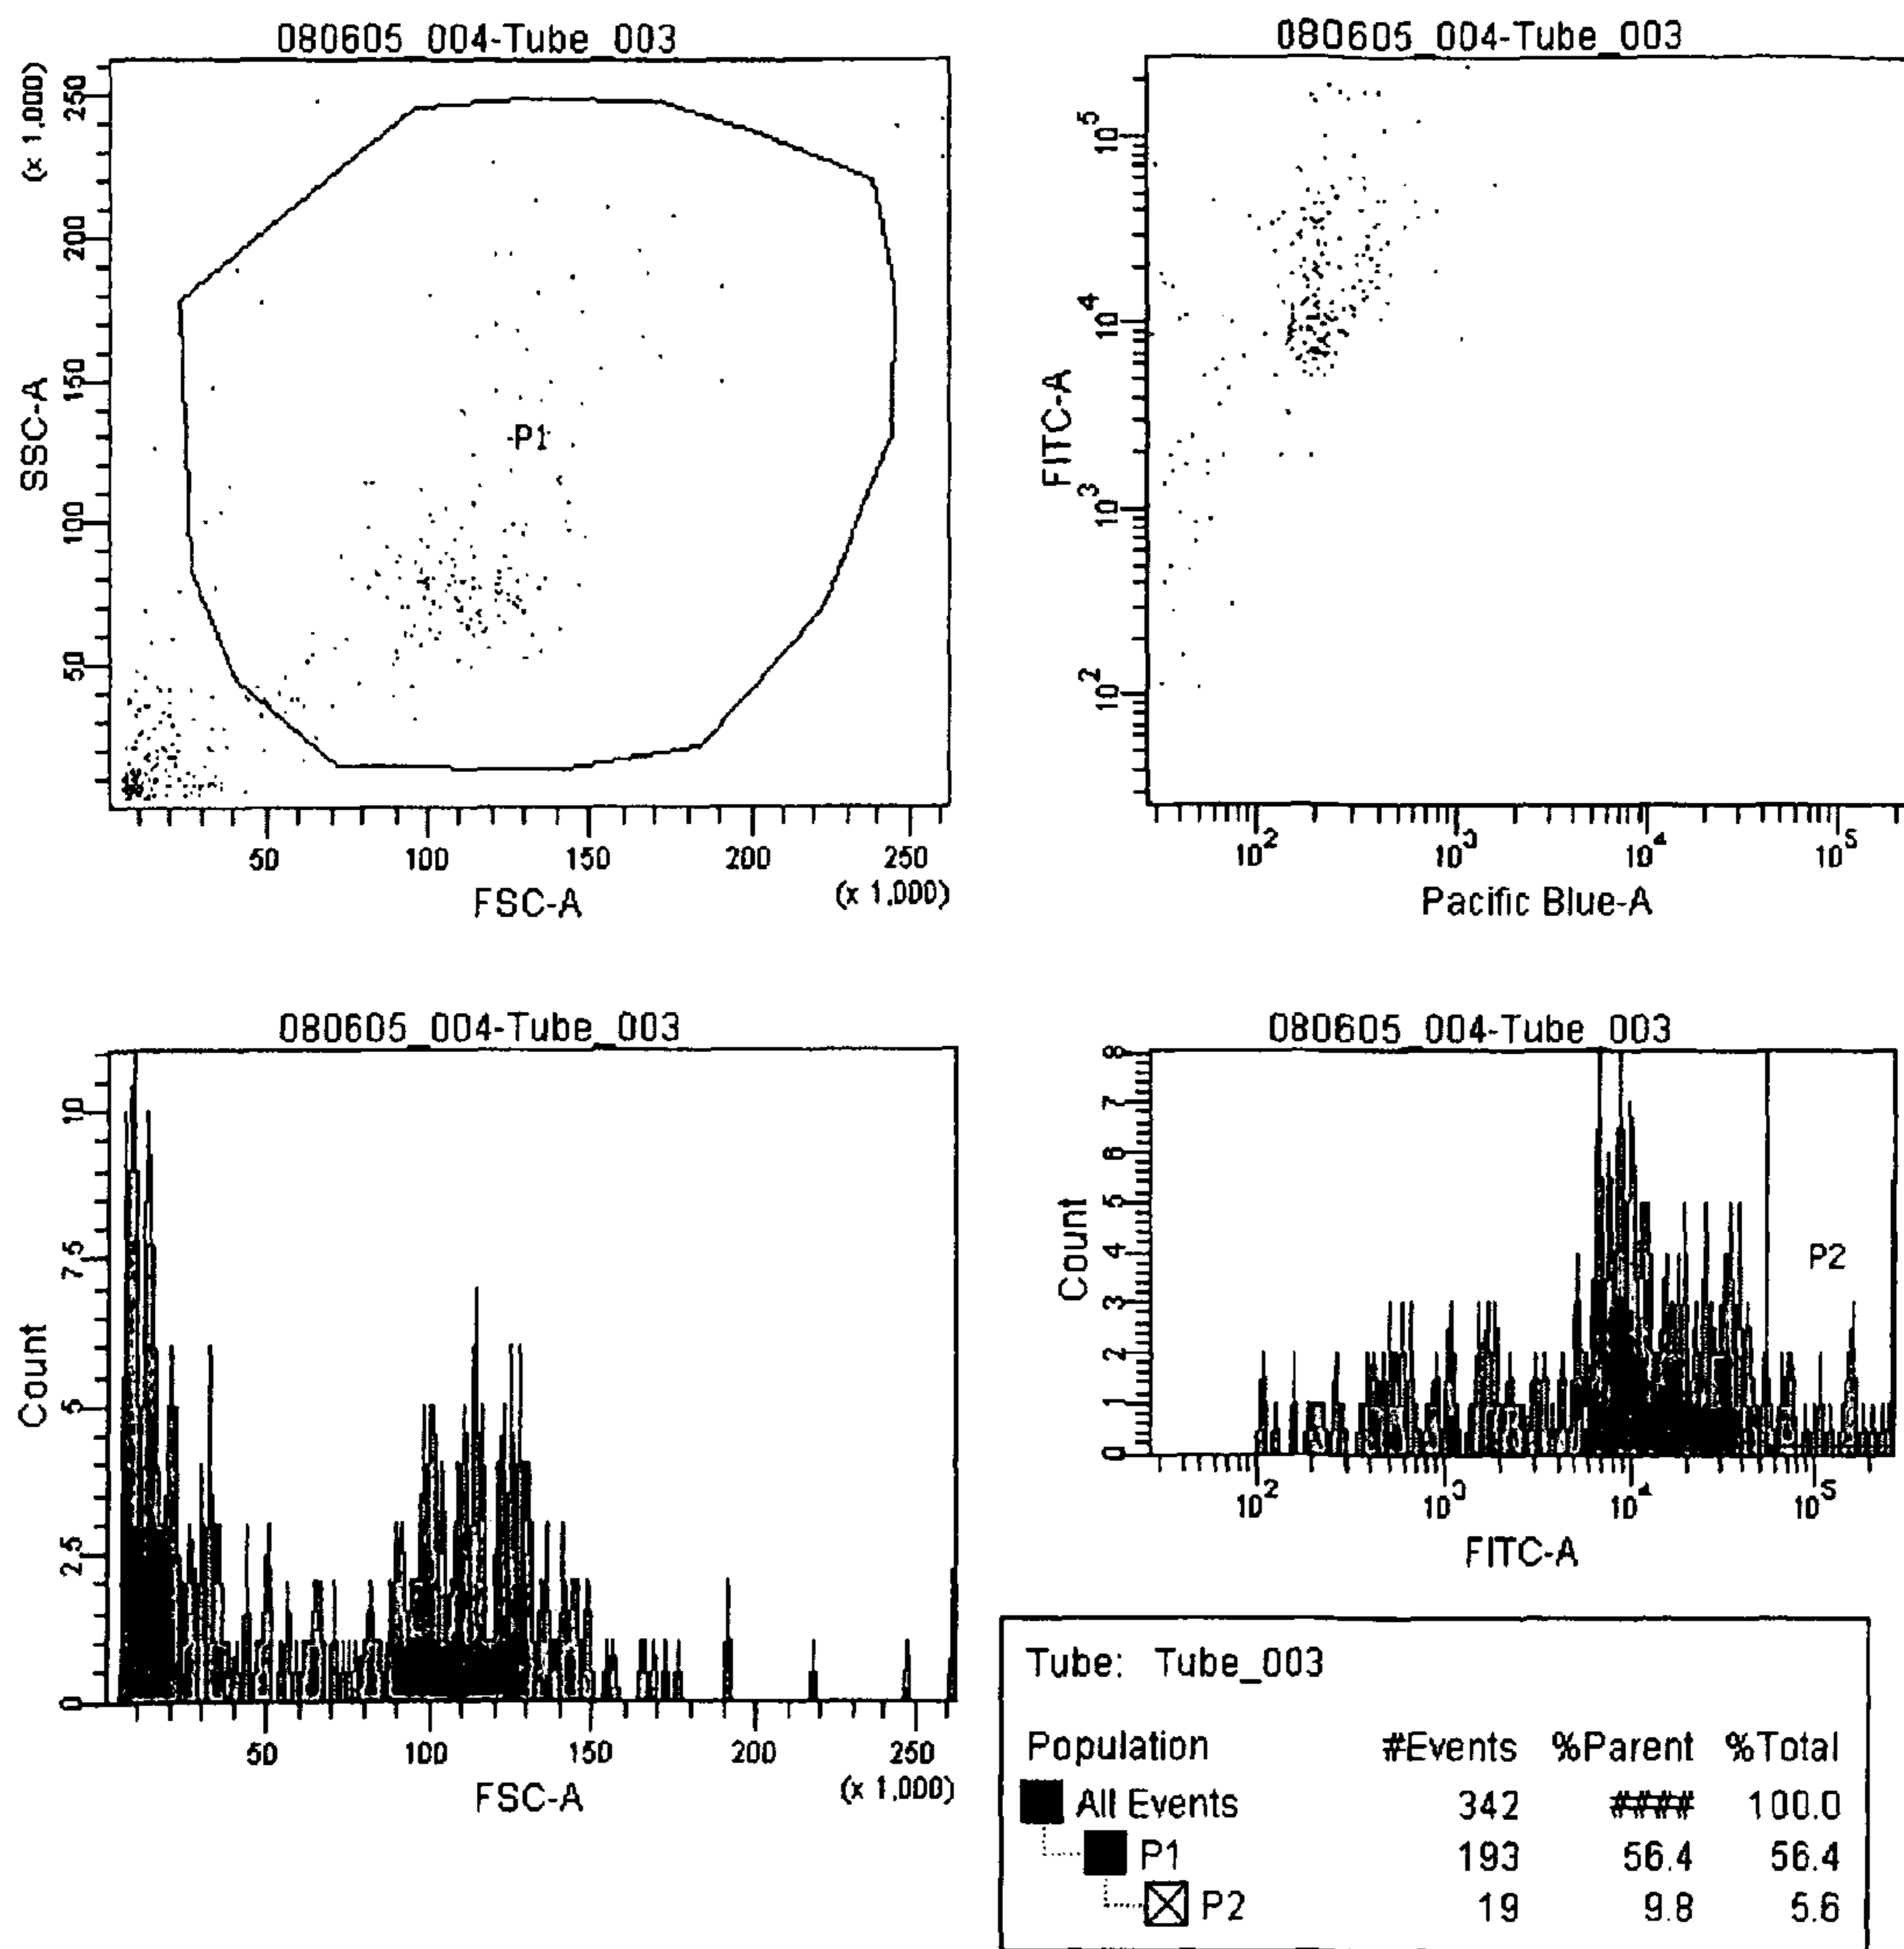 080605_004-Tube_003
(x 1,000)
250
200
150
100
50
SSC-A
P1
50 100 150 200 250
FSC-A (x 1,000)
080605_004-Tube_003
10^5
10^4
10^3
10^2
FITC-A
10^2 10^3 10^4 10^5
Pacific Blue-A
080605_004-Tube_003
10
7.5
5
2.5
0
Count
50 100 150 200 250
FSC-A (x 1,000)
080605_004-Tube_003
8
7
6
5
4
3
2
1
0
Count
P2
10^2 10^3 10^4 10^5
FITC-A
Tube: Tube_003
Population #Events %Parent %Total
All Events 342 #### 100.0
P1 193 56.4 56.4
P2 19 9.8 5.6